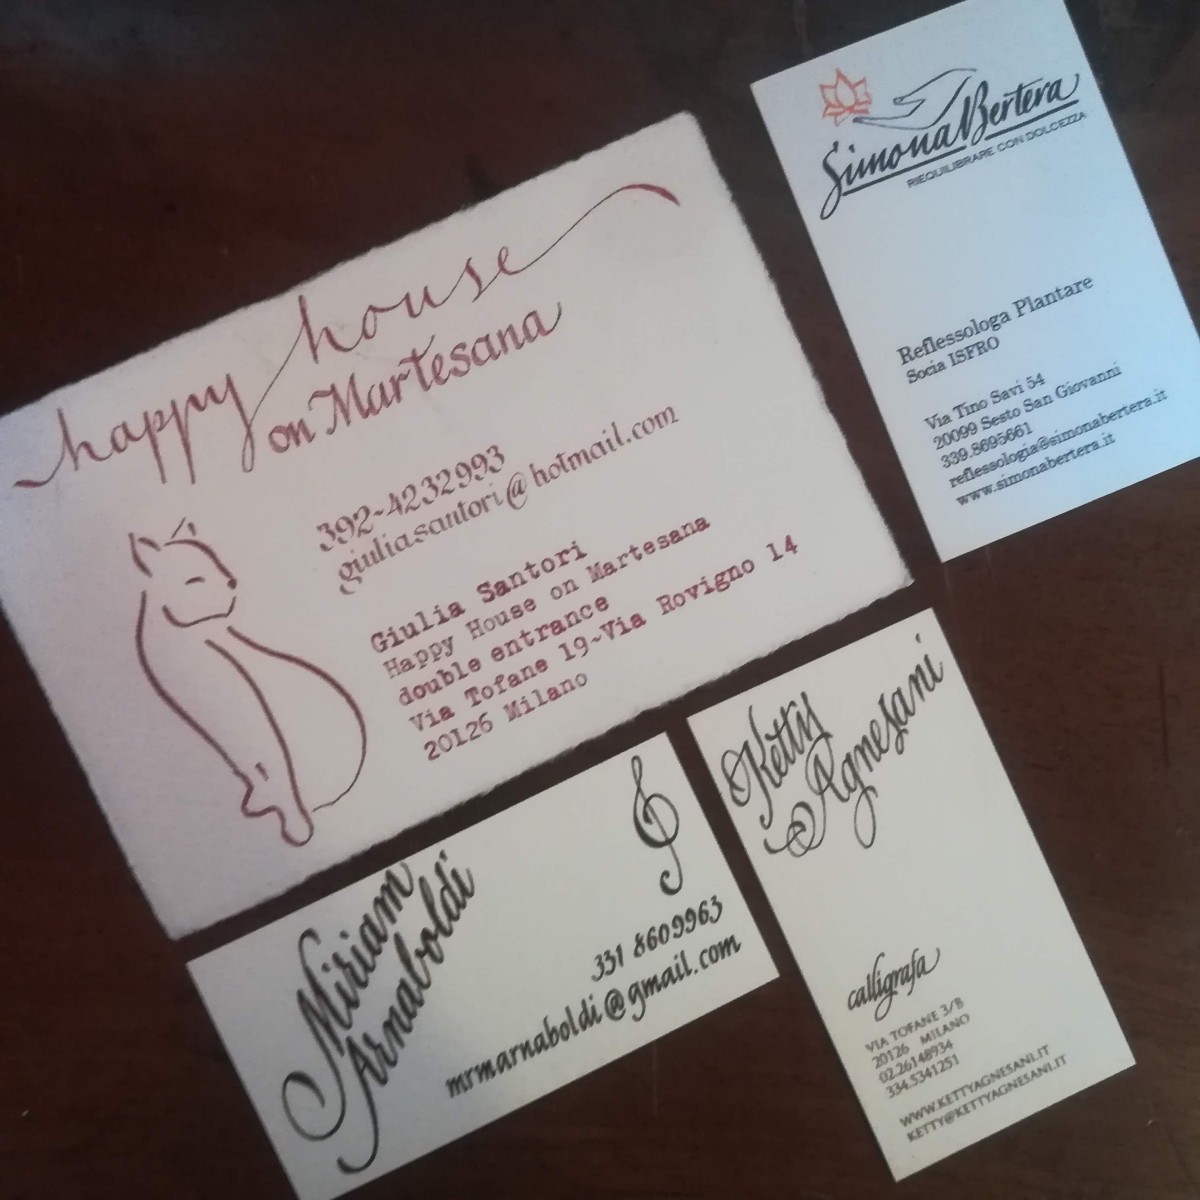 happy house
on Martesana
392~4232993
giuliasantori@hotmail.com
Giulia Santori
Happy House on Martesana
double entrance
Via Tofane 19~Via Rovigno 14
20126 Milano
Simona Bertera
RIEQUILIBRARE CON DOLCEZZA
Reflessologa Plantare
Socia ISFRO
Via Tino Savi 54
20099 Sesto San Giovanni
339.8695661
reflessologia@simonabertera.it
www.simonabertera.it
Miriam
Arnaboldi
331 8609963
mrmarnaboldi@gmail.com
Ketty
Agnesani
calligrafa
VIA TOFANE 3/B
20126 MILANO
02.26148934
334.5341251
WWW.KETTYAGNESANI.IT
KETTY@KETTYAGNESANI.IT